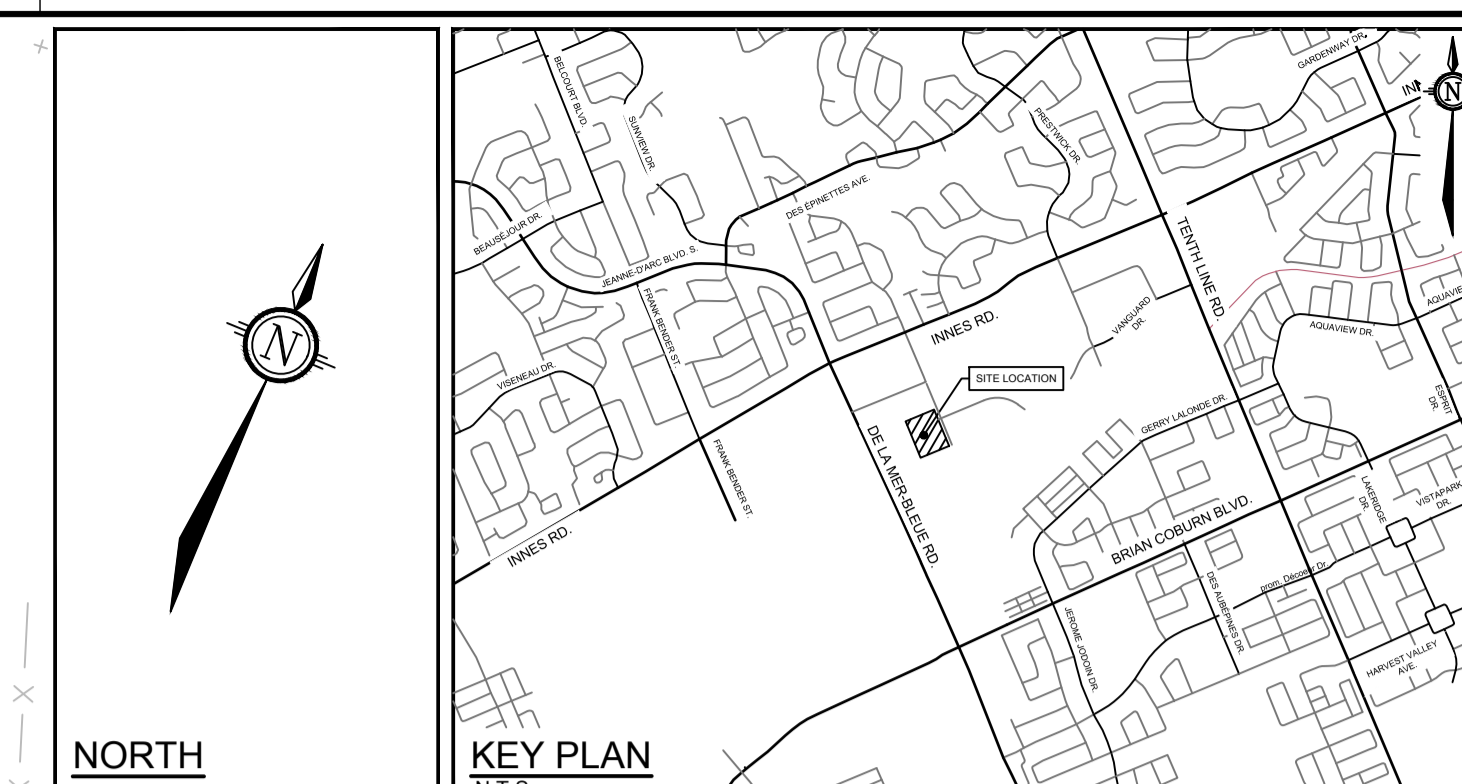 N
NORTH
BELCOURT BLVD.
SUNVIEW DR.
BEAUSÉJOUR DR.
JEANNE-D'ARC BLVD. S.
DES ÉPINETTES AVE.
PRESTWICK DR.
GARDENWAY DR.
N
TENTH LINE RD.
INNES RD.
VANGUARD
DR.
AQUAVIEW DR.
FRANK BENDER ST.
VISENEAU DR.
SITE LOCATION
ESPRIT
DR.
GERRY LALONDE DR.
DE LA MER-BLEUE RD.
FRANK BENDER ST.
INNES RD.
BRIAN COBURN BLVD.
LAKERIDGE
DR.
VISTAPARK
DR.
prom. Décoeur Dr.
DES AUBÉPINES DR.
JEROME JODOIN DR.
HARVEST VALLEY
AVE.
KEY PLAN